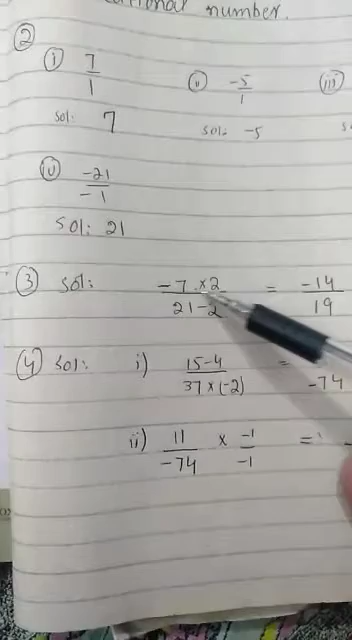 number.
②
(i) 7/1 (ii) -5/1 (iii)
Sol: 7 Sol: -5
(iv) -21/-1
Sol: 21
③ Sol: -7 × 2 / 21-2 = -14/19
④ Sol: i) 15-4 / 37×(-2) = -74
ii) 11/-74 × -1/-1 =